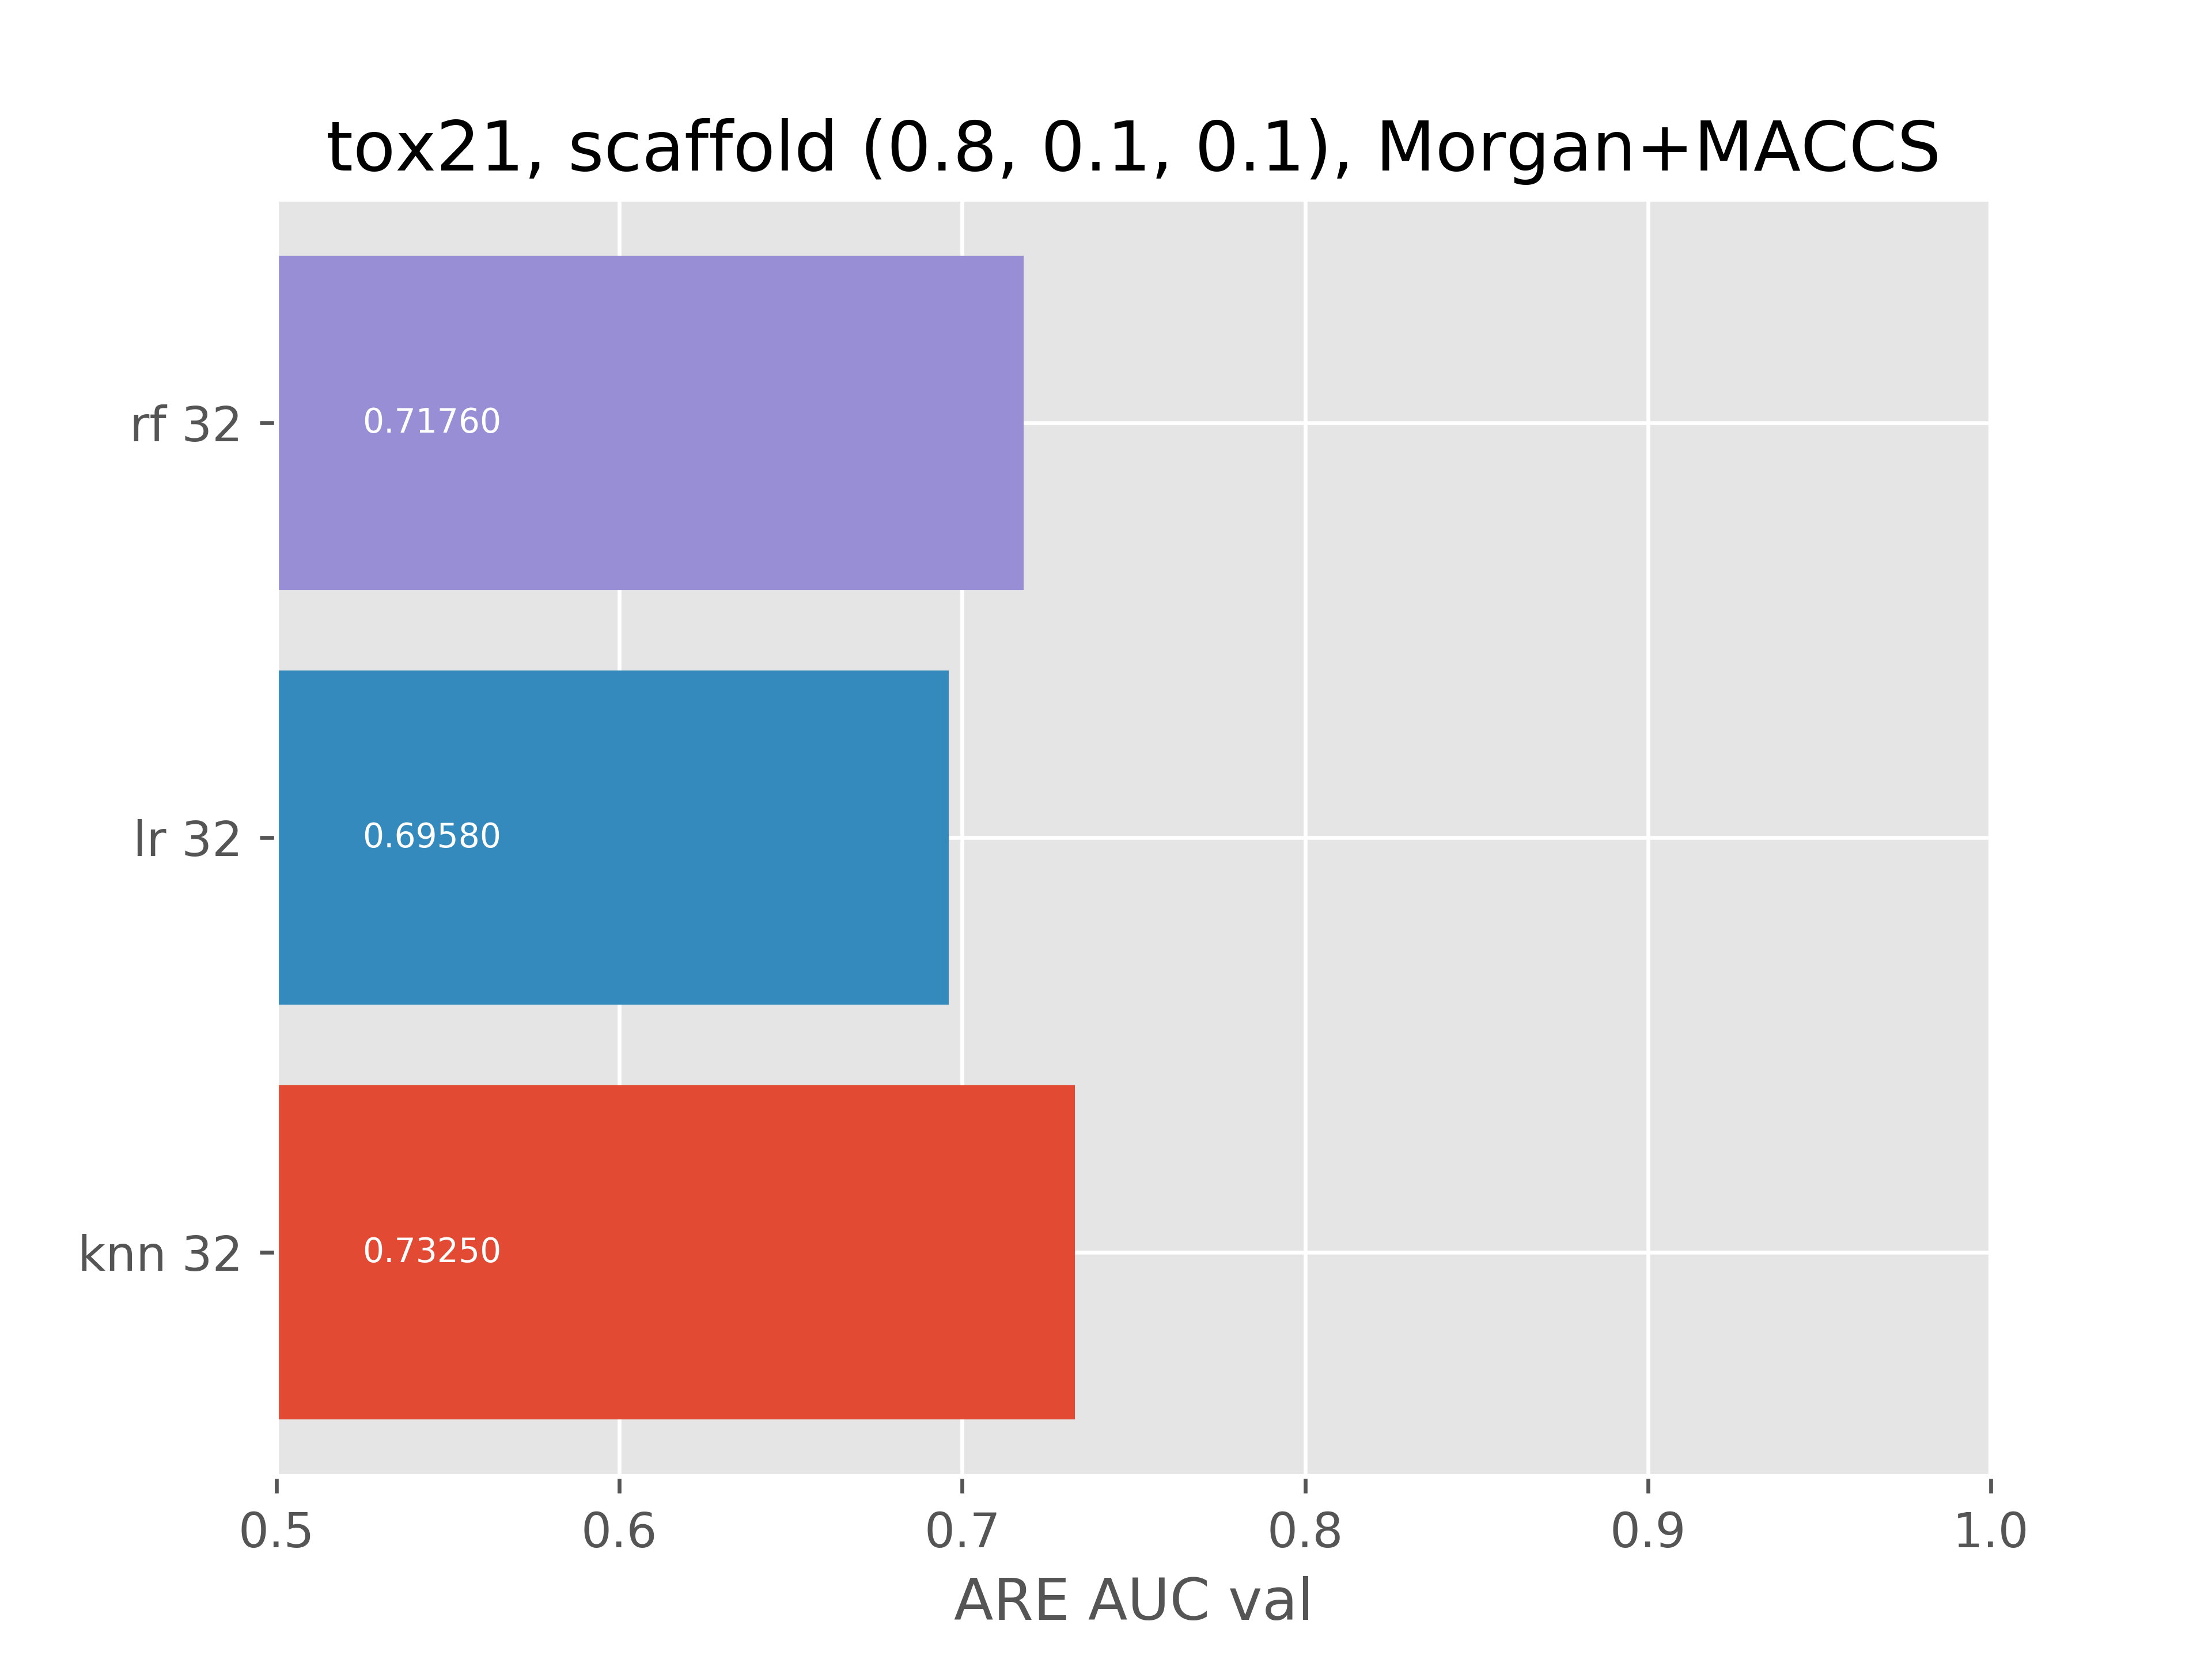 tox21, scaffold (0.8, 0.1, 0.1), Morgan+MACCS
rf 32
0.71760
lr 32
0.69580
knn 32
0.73250
0.5 0.6 0.7 0.8 0.9 1.0
ARE AUC val